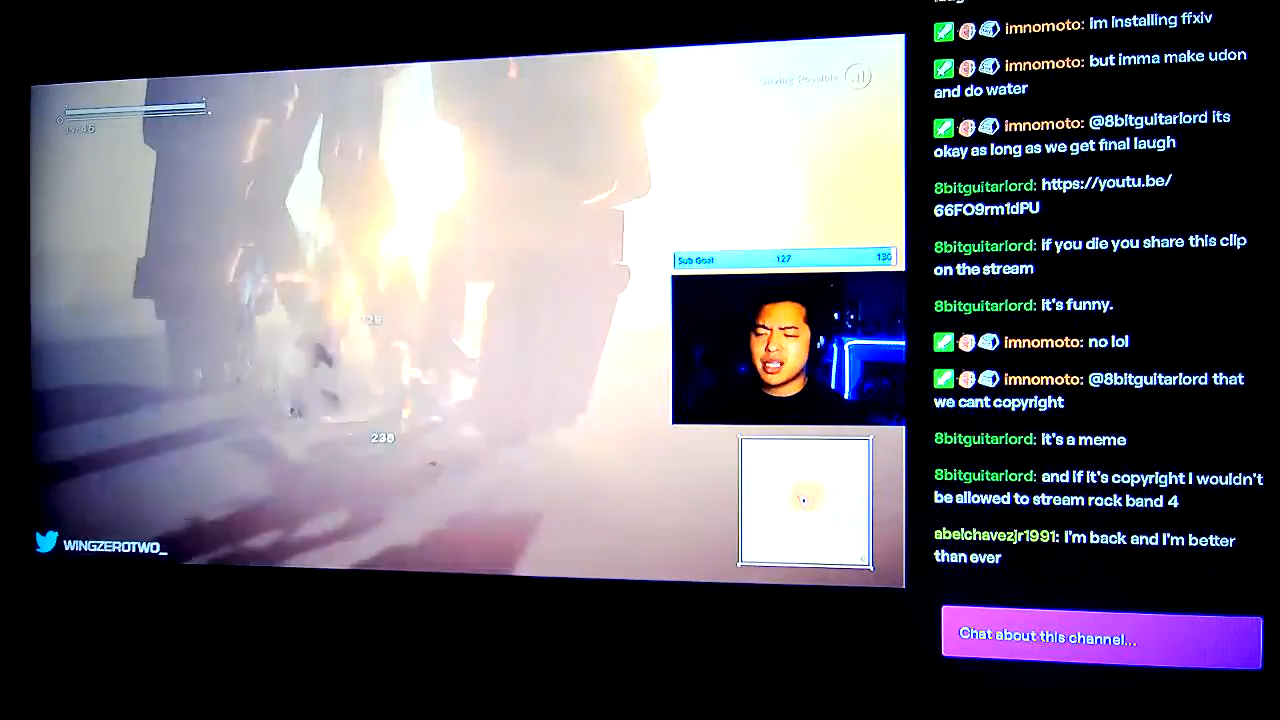 imnomoto: Im installing ffxiv
imnomoto: but imma make udon
and do water
imnomoto: @8bitguitarlord its
okay as long as we get final laugh
8bitguitarlord: https://youtu.be/
66FO9rm1dPU
8bitguitarlord: if you die you share this clip
on the stream
8bitguitarlord: it's funny.
imnomoto: no lol
imnomoto: @8bitguitarlord that
we cant copyright
8bitguitarlord: it's a meme
8bitguitarlord: and if it's copyright I wouldn't
be allowed to stream rock band 4
abelchavezjr1991: I'm back and I'm better
than ever
Chat about this channel...
Saving Possible
Lv: 46
Sub Goal 127 130
236
WINGZEROTWO_